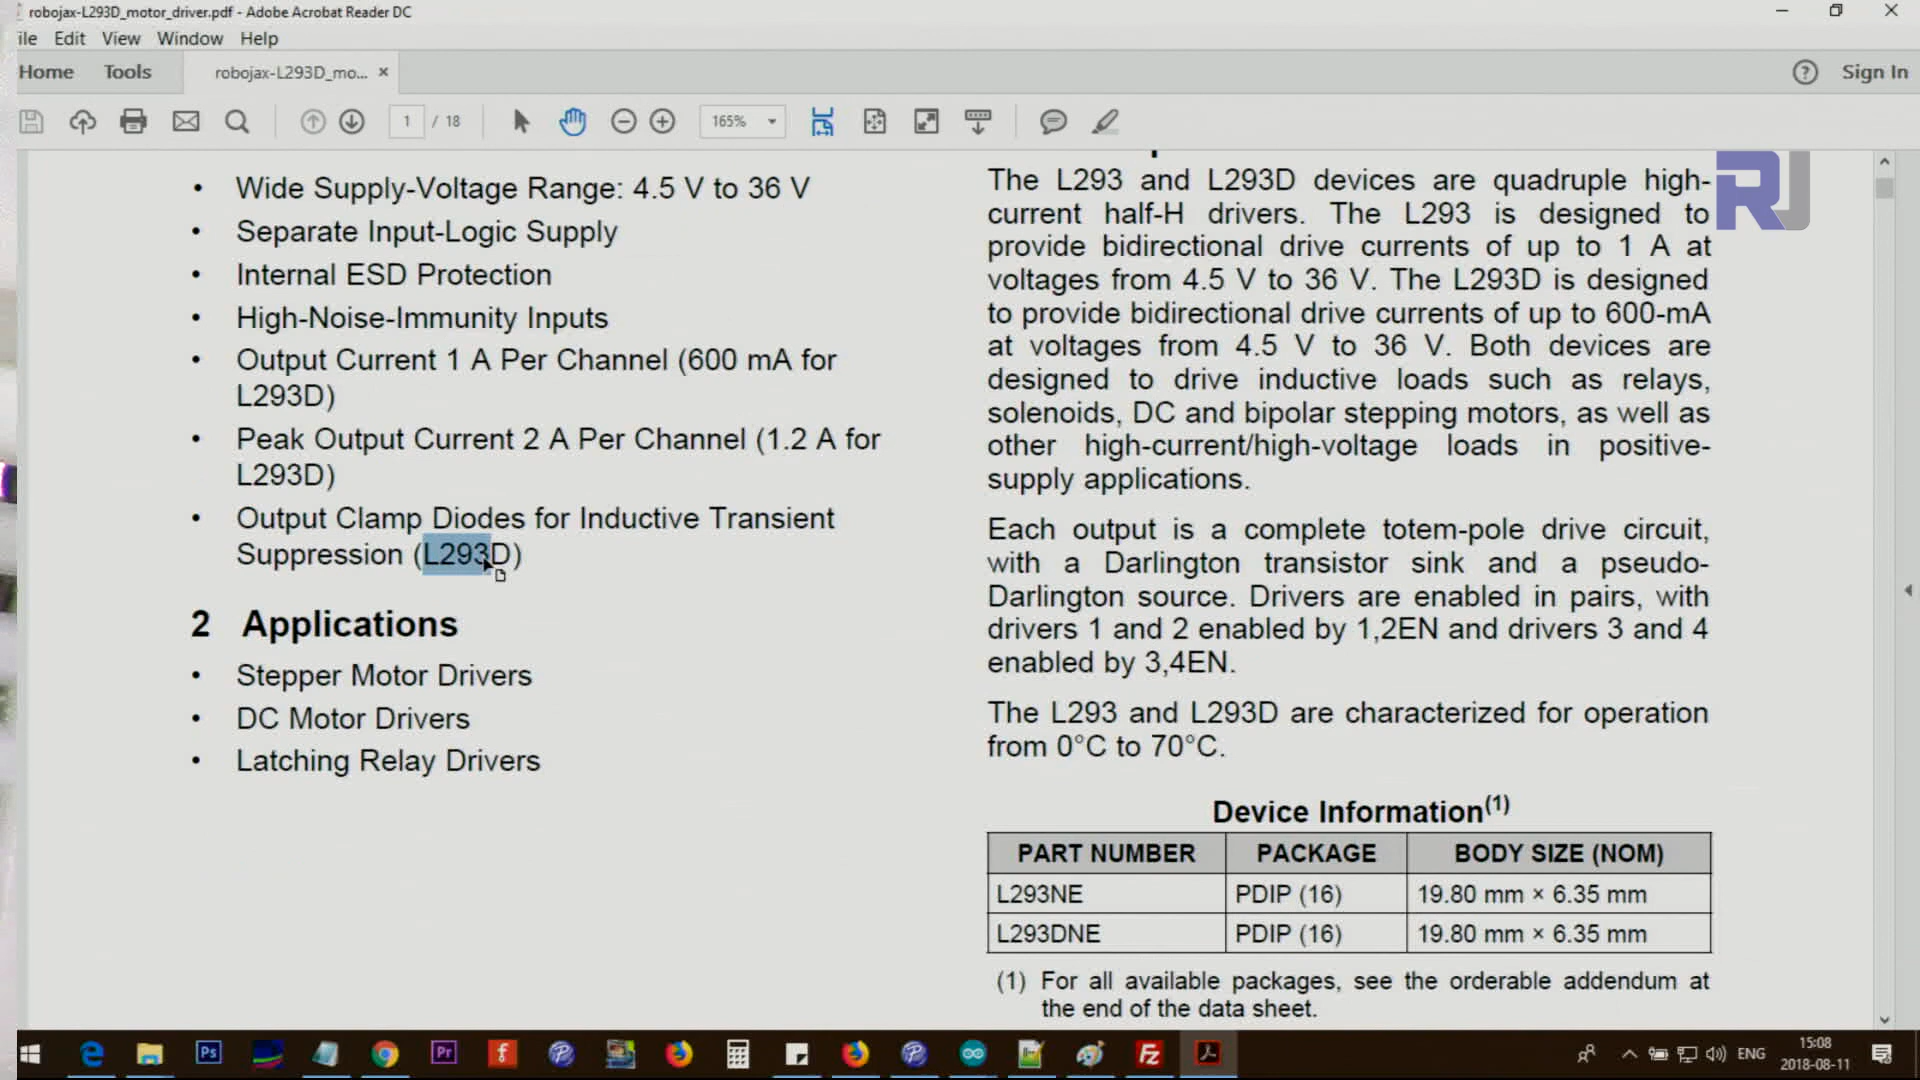 robojax-L293D_motor_driver.pdf - Adobe Acrobat Reader DC
ile Edit View Window Help
Home Tools robojax-L293D_mo... × ? Sign In
1 / 18 165%
• Wide Supply-Voltage Range: 4.5 V to 36 V
• Separate Input-Logic Supply
• Internal ESD Protection
• High-Noise-Immunity Inputs
• Output Current 1 A Per Channel (600 mA for
L293D)
• Peak Output Current 2 A Per Channel (1.2 A for
L293D)
• Output Clamp Diodes for Inductive Transient
Suppression (L293D)
2 Applications
• Stepper Motor Drivers
• DC Motor Drivers
• Latching Relay Drivers
The L293 and L293D devices are quadruple high-
current half-H drivers. The L293 is designed to
provide bidirectional drive currents of up to 1 A at
voltages from 4.5 V to 36 V. The L293D is designed
to provide bidirectional drive currents of up to 600-mA
at voltages from 4.5 V to 36 V. Both devices are
designed to drive inductive loads such as relays,
solenoids, DC and bipolar stepping motors, as well as
other high-current/high-voltage loads in positive-
supply applications.
Each output is a complete totem-pole drive circuit,
with a Darlington transistor sink and a pseudo-
Darlington source. Drivers are enabled in pairs, with
drivers 1 and 2 enabled by 1,2EN and drivers 3 and 4
enabled by 3,4EN.
The L293 and L293D are characterized for operation
from 0°C to 70°C.
Device Information(1)
PART NUMBER PACKAGE BODY SIZE (NOM)
L293NE PDIP (16) 19.80 mm × 6.35 mm
L293DNE PDIP (16) 19.80 mm × 6.35 mm
(1) For all available packages, see the orderable addendum at
the end of the data sheet.
RJ
Ps Pr f Fz ENG 15:08
2018-08-11